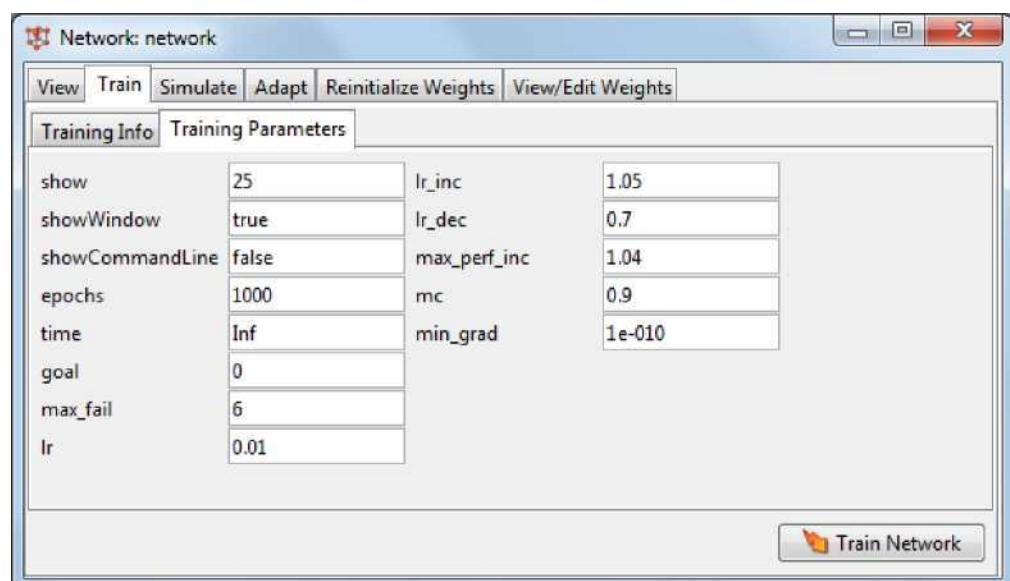 Network: network
View Train Simulate Adapt Reinitialize Weights View/Edit Weights
Training Info Training Parameters
show 25 lr_inc 1.05
showWindow true lr_dec 0.7
showCommandLine false max_perf_inc 1.04
epochs 1000 mc 0.9
time Inf min_grad 1e-010
goal 0
max_fail 6
lr 0.01
Train Network